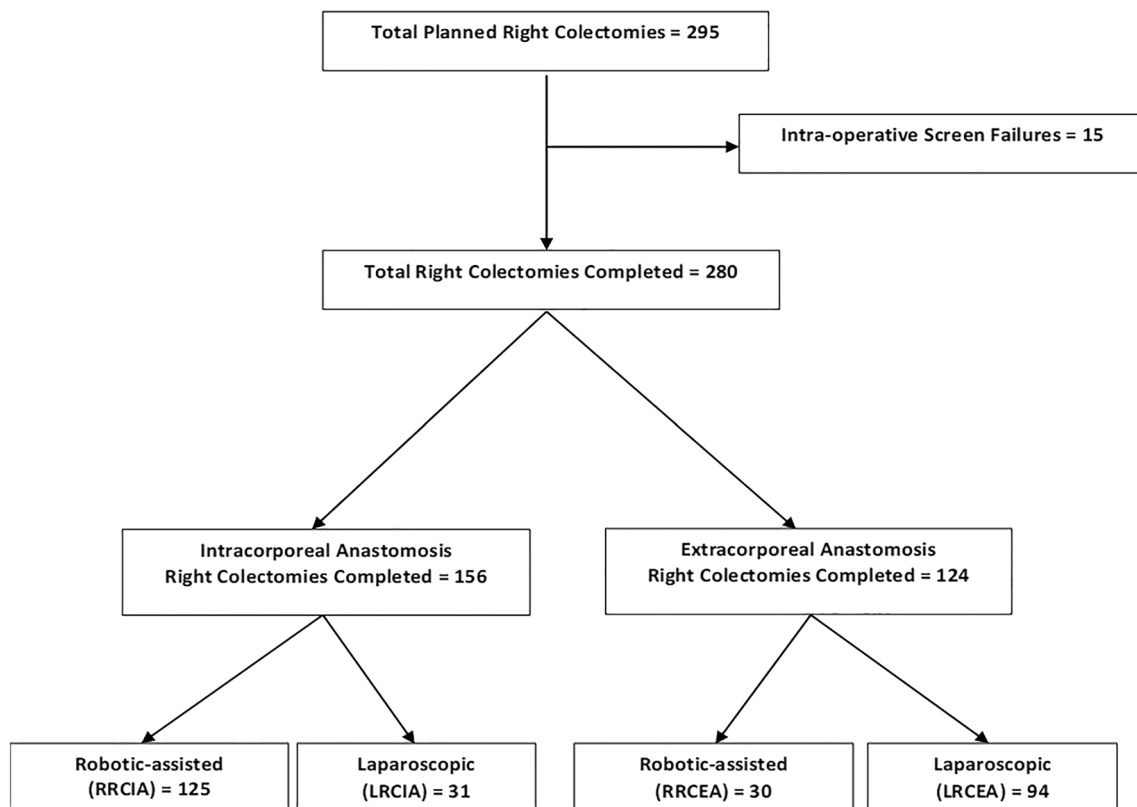 Total Planned Right Colectomies = 295
Intra-operative Screen Failures = 15
Total Right Colectomies Completed = 280
Intracorporeal Anastomosis
Right Colectomies Completed = 156
Extracorporeal Anastomosis
Right Colectomies Completed = 124
Robotic-assisted
(RRCIA) = 125
Laparoscopic
(LRCIA) = 31
Robotic-assisted
(RRCEA) = 30
Laparoscopic
(LRCEA) = 94